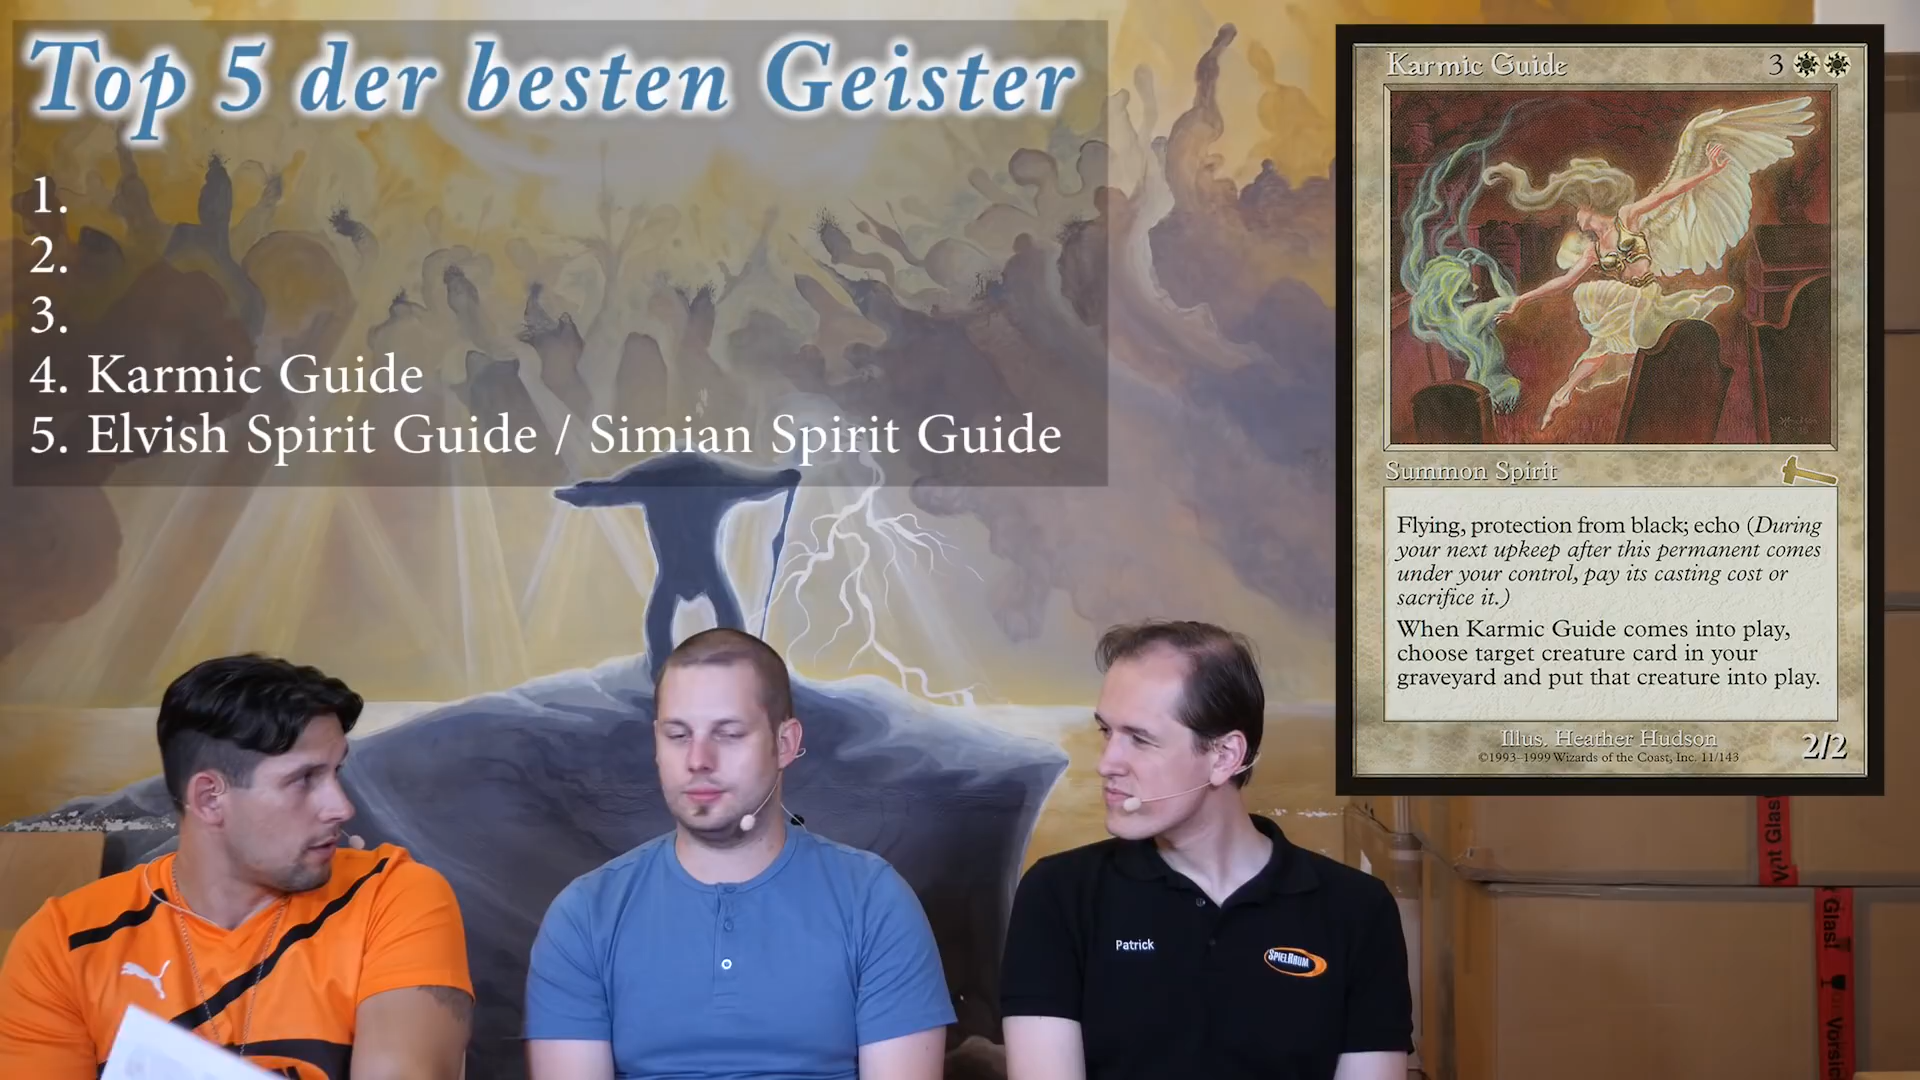 Top 5 der besten Geister
1.
2.
3.
4. Karmic Guide
5. Elvish Spirit Guide / Simian Spirit Guide
Karmic Guide 3
Summon Spirit
Flying, protection from black; echo (During
your next upkeep after this permanent comes
under your control, pay its casting cost or
sacrifice it.)
When Karmic Guide comes into play,
choose target creature card in your
graveyard and put that creature into play.
Illus. Heather Hudson
©1993–1999 Wizards of the Coast, Inc. 11/143
2/2
Patrick
SPIELRAUM
Glas!
Vorsic